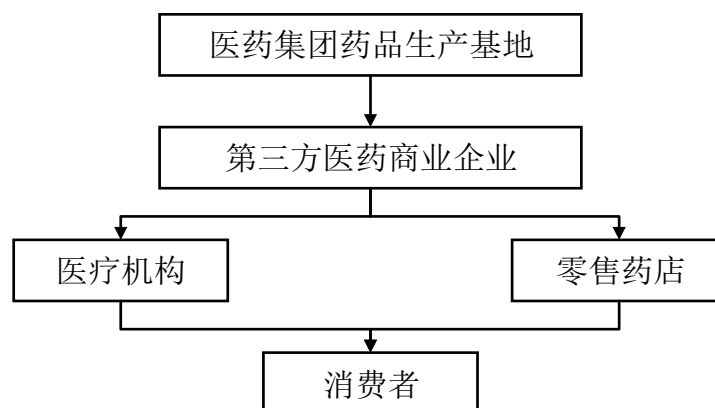 医药集团药品生产基地
第三方医药商业企业
医疗机构
零售药店
消费者